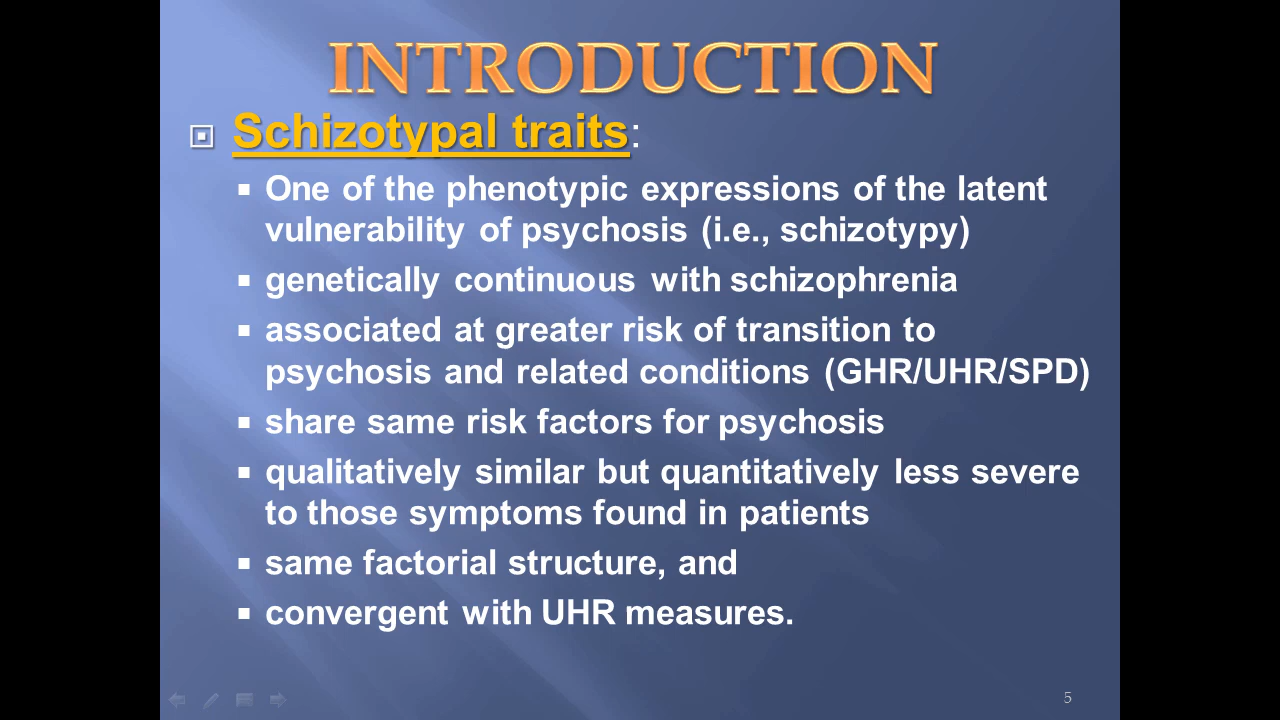 INTRODUCTION
Schizotypal traits:
One of the phenotypic expressions of the latent
vulnerability of psychosis (i.e., schizotypy)
genetically continuous with schizophrenia
associated at greater risk of transition to
psychosis and related conditions (GHR/UHR/SPD)
share same risk factors for psychosis
qualitatively similar but quantitatively less severe
to those symptoms found in patients
same factorial structure, and
convergent with UHR measures.
5